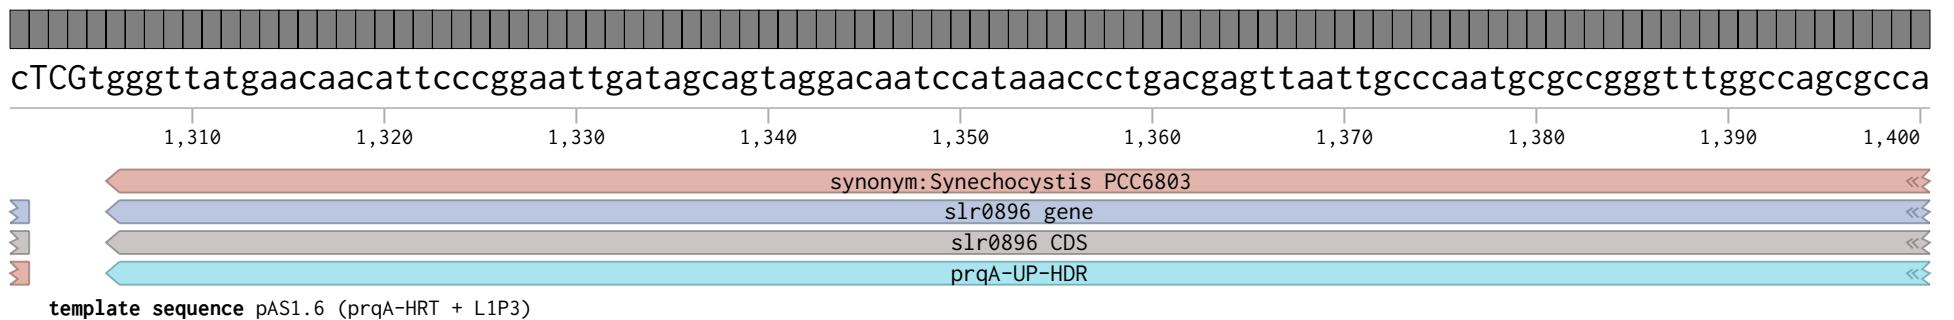 cTCGtgggttatgaacaacattcccggaattgatagcagtaggacaatccataaaccctgacgagttaattgcccaatgcgccgggtttggccagcgcca
1,310 1,320 1,330 1,340 1,350 1,360 1,370 1,380 1,390 1,400
synonym:Synechocystis PCC6803
slr0896 gene
slr0896 CDS
prqA-UP-HDR
template sequence pAS1.6 (prqA-HRT + L1P3)